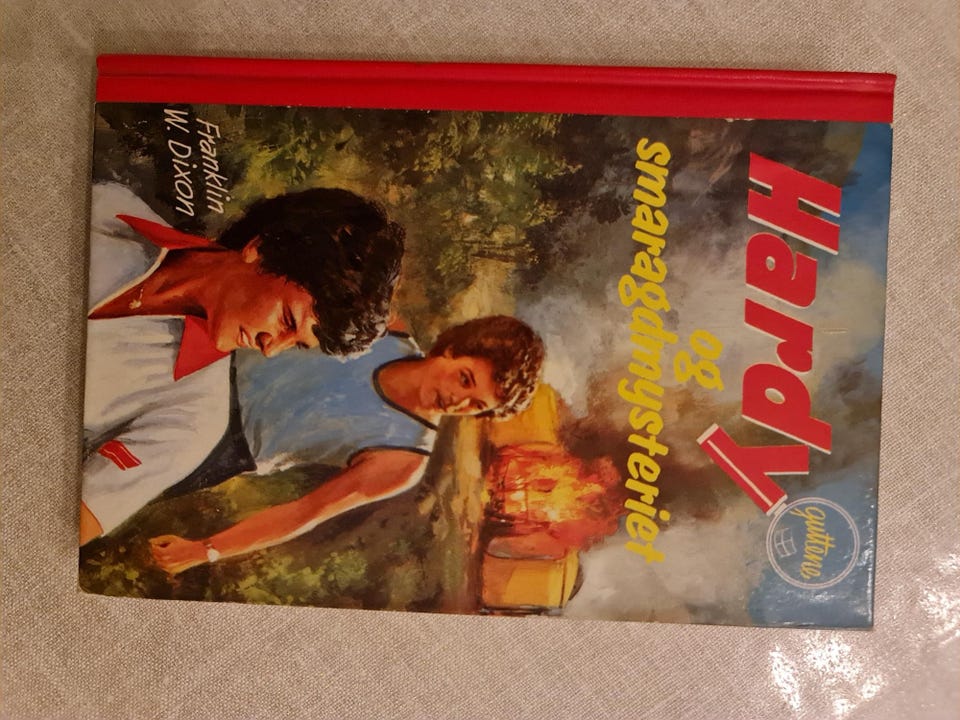 Hardy
guttene
og
smaragdmysteriet
Franklin
W. Dixon